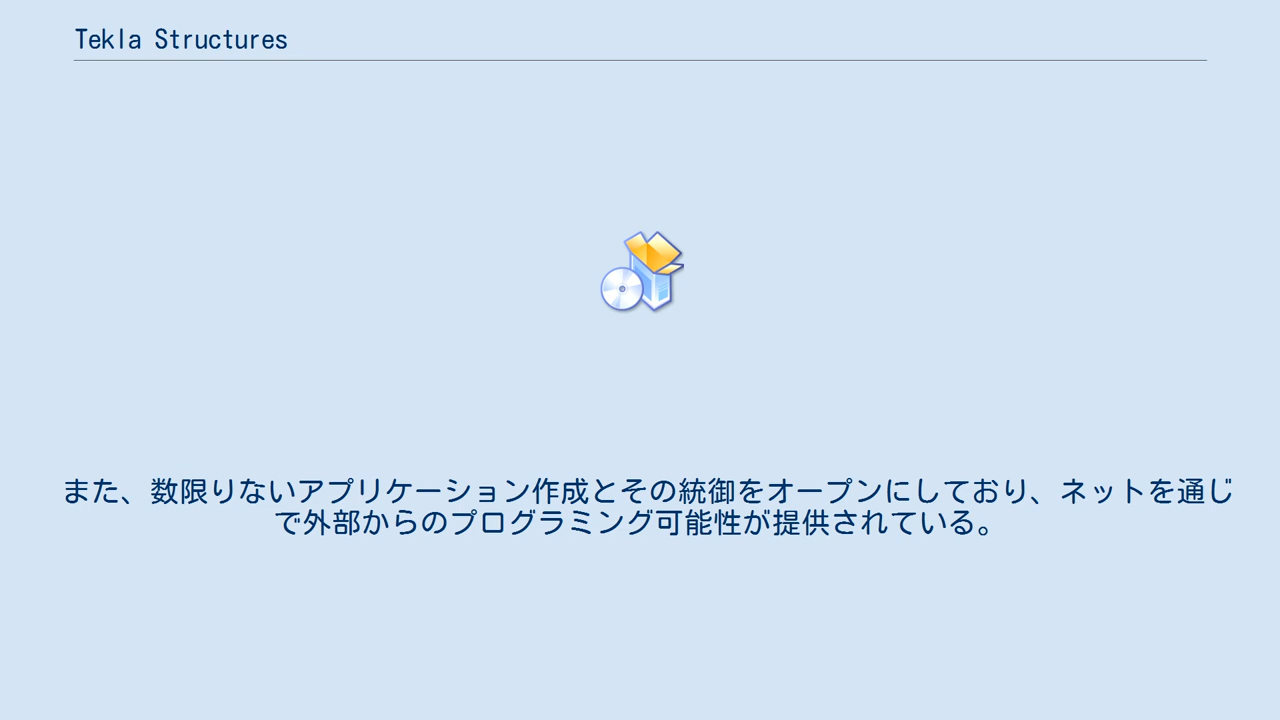 Tekla Structures
また、数限りないアプリケーション作成とその統御をオープンにしており、ネットを通じ
で外部からのプログラミング可能性が提供されている。